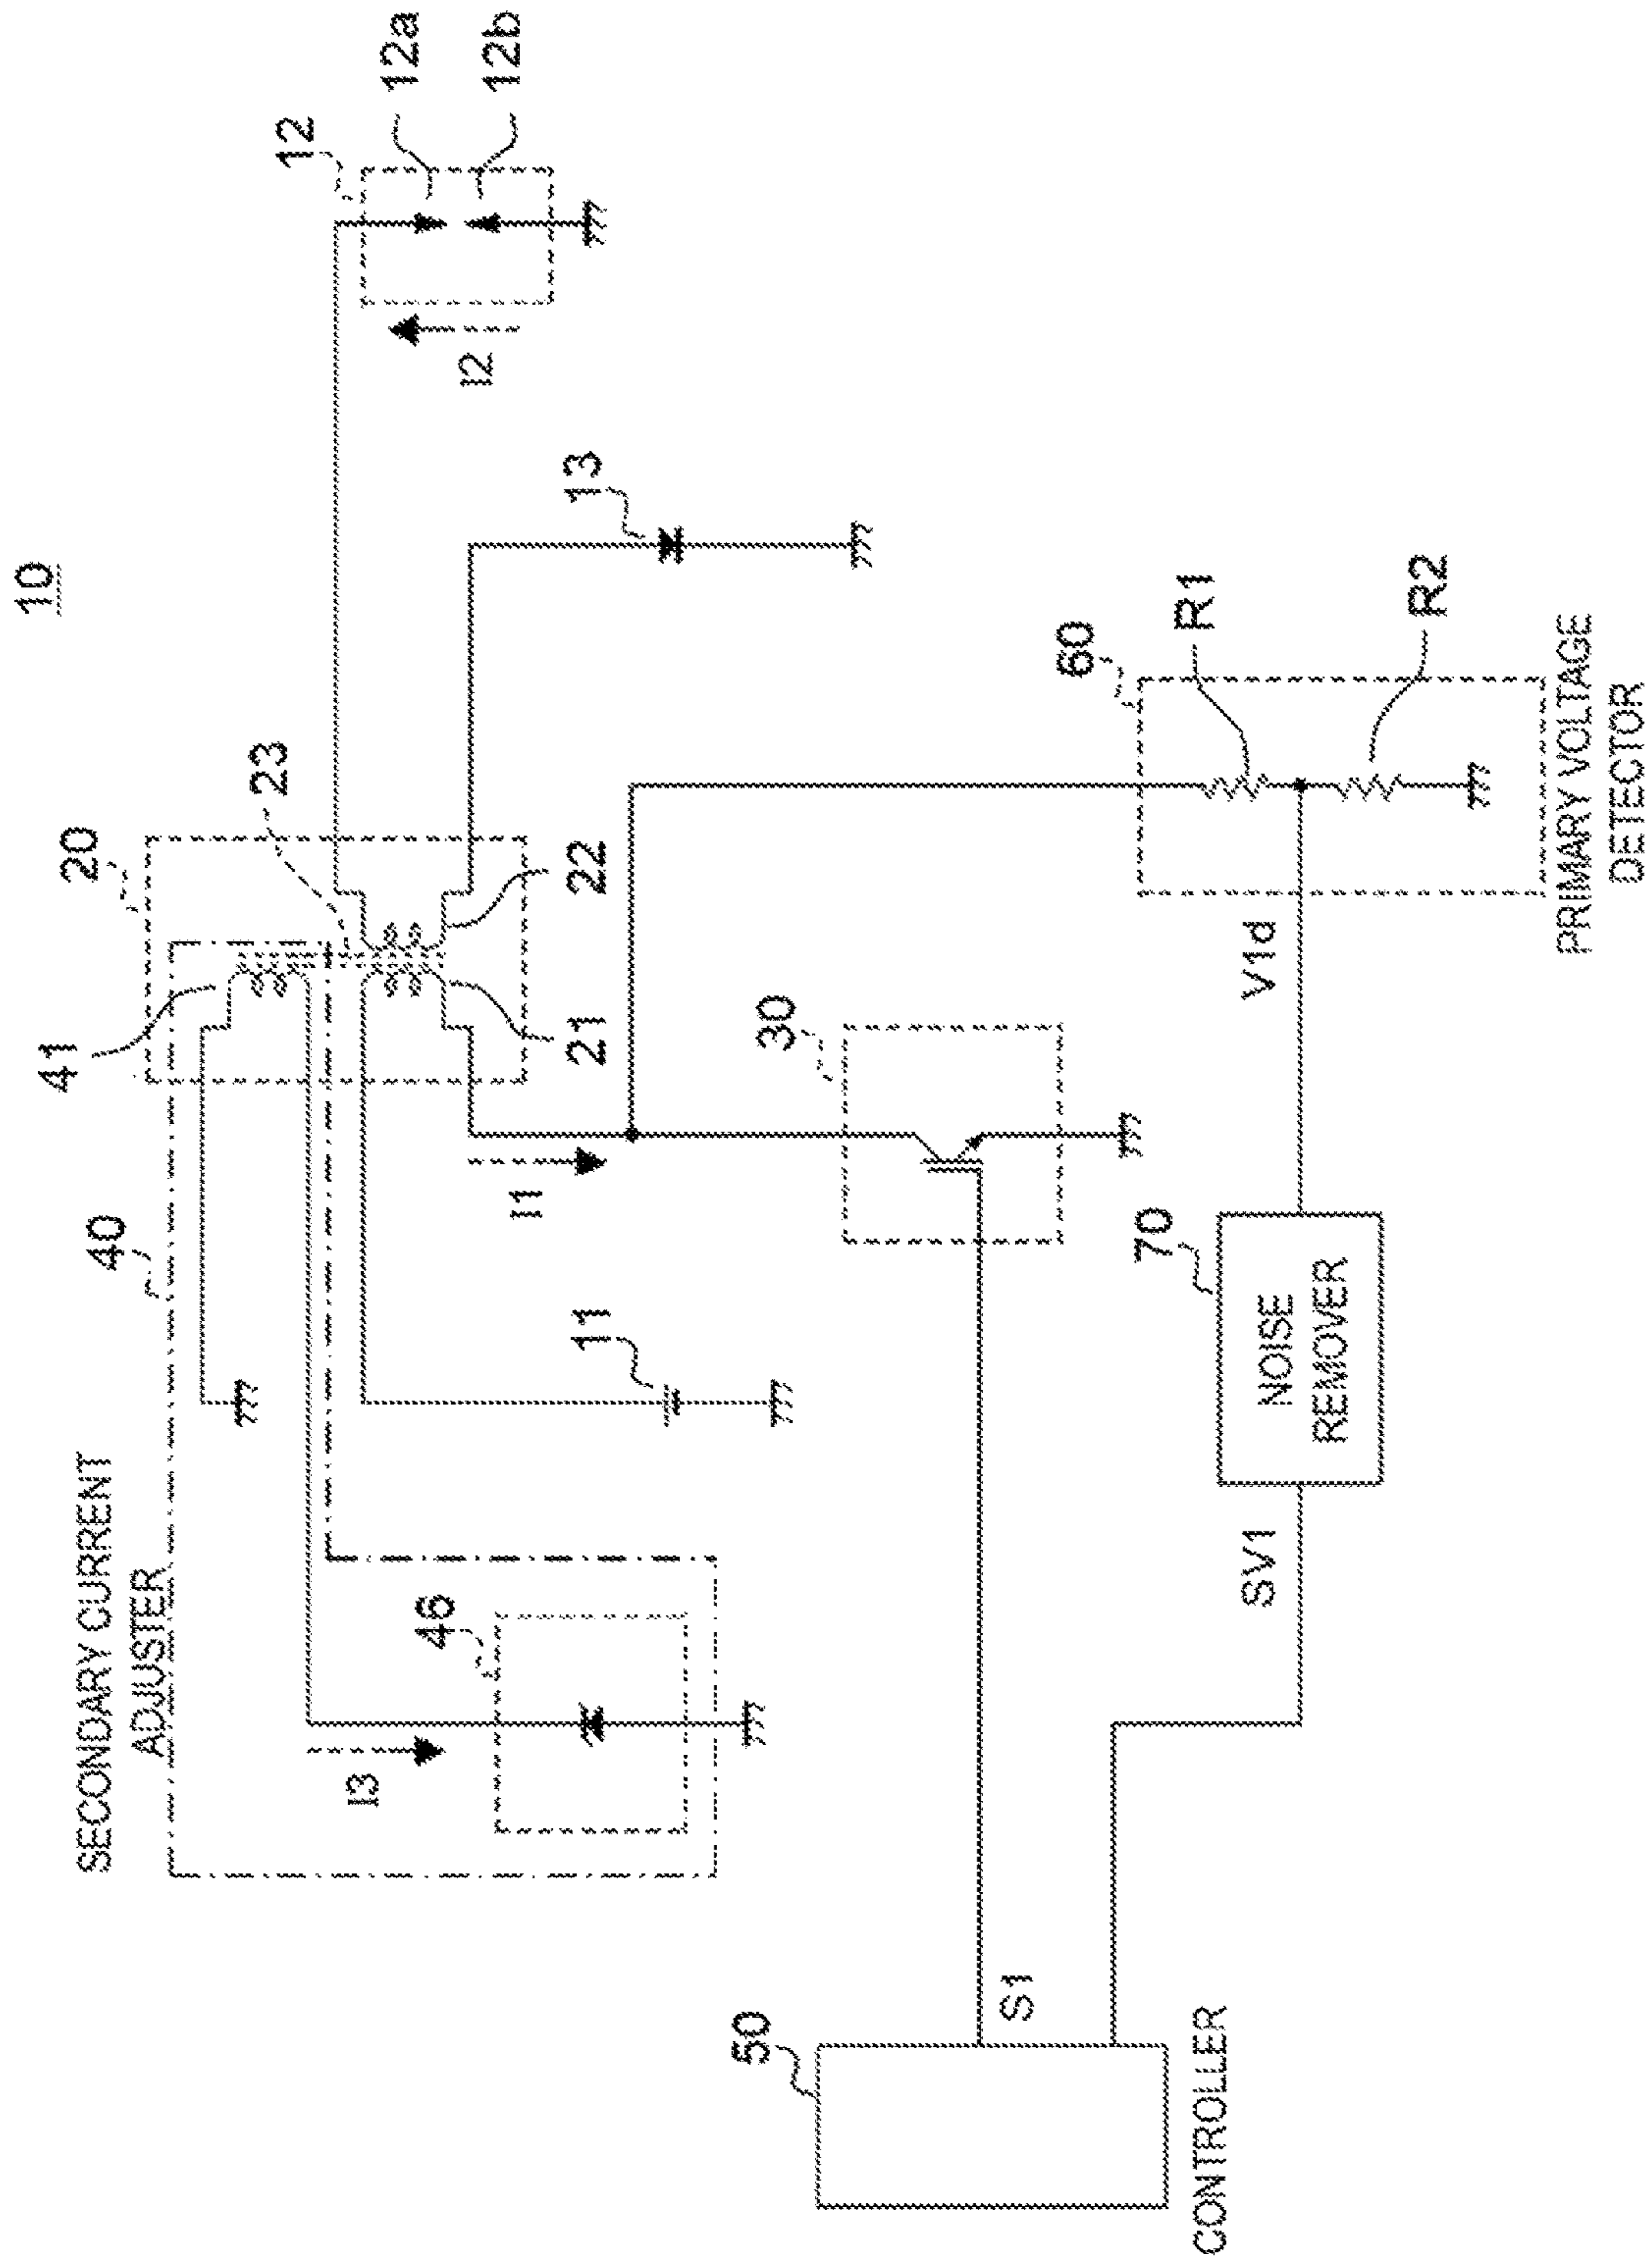 10
SECONDARY CURRENT
ADJUSTER
40
41
20
23
12
12a
12b
I2
I3
46
11
21
22
13
I1
30
50
S1
CONTROLLER
SV1
70
NOISE
REMOVER
V1d
60
R1
R2
PRIMARY VOLTAGE
DETECTOR